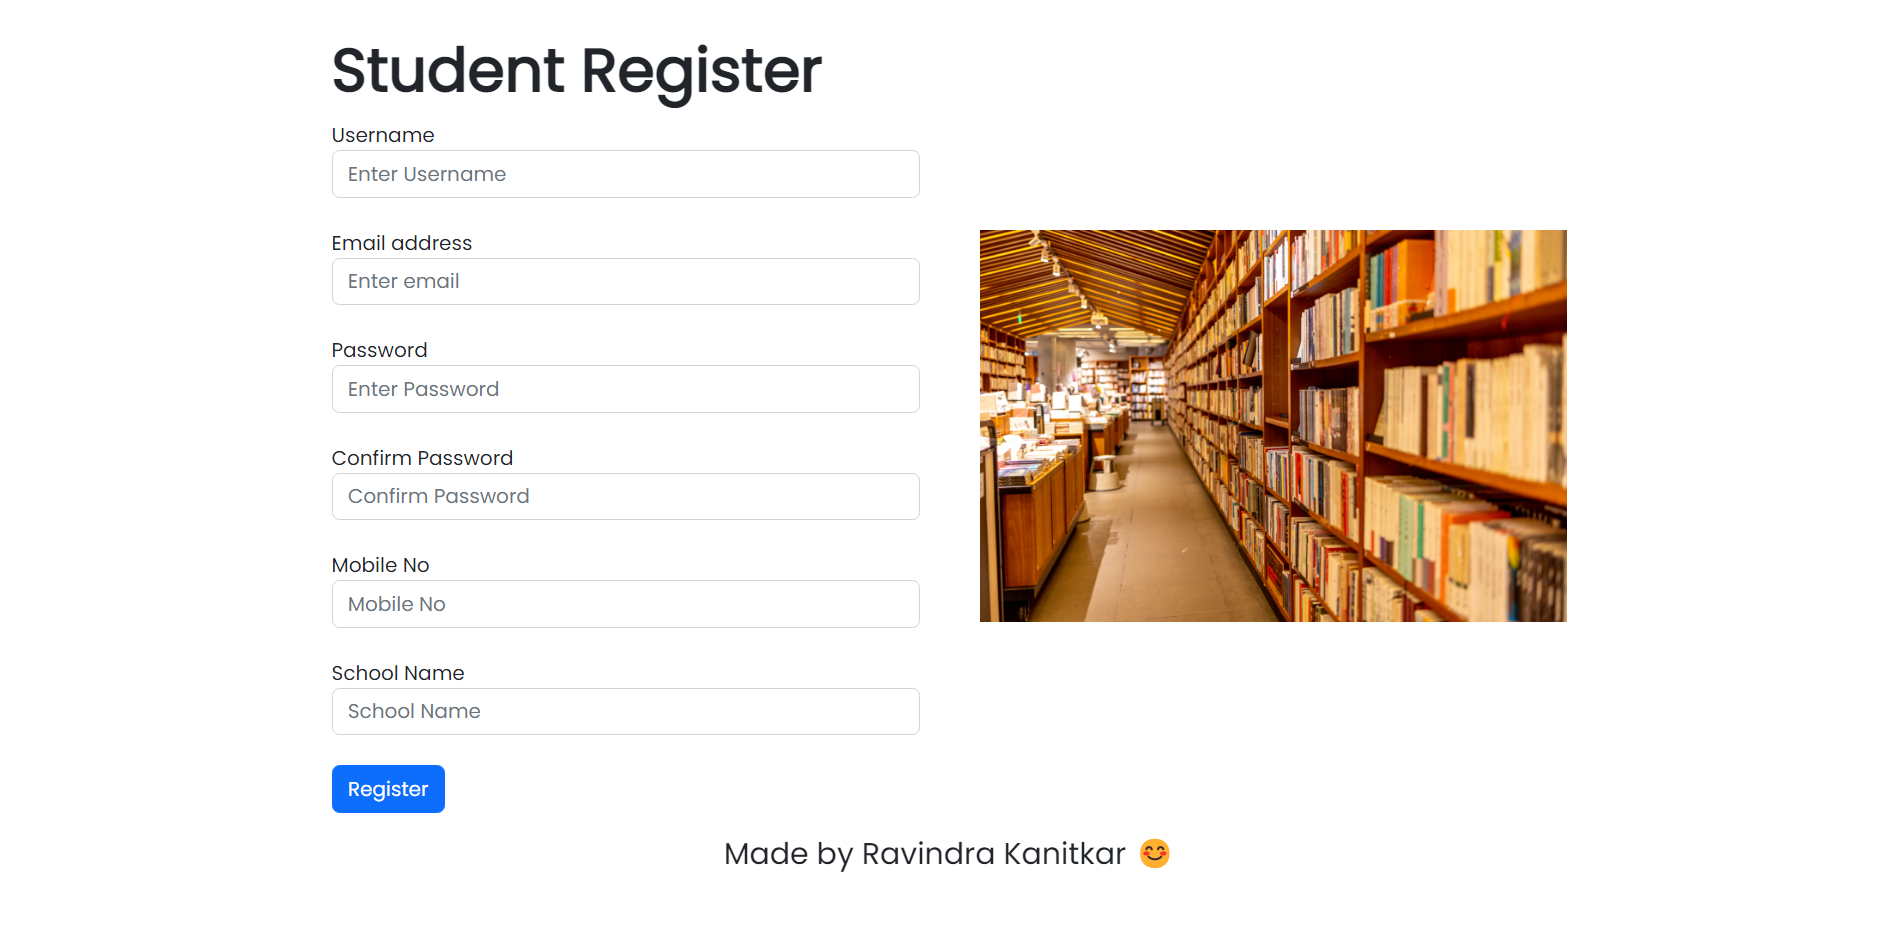 Student Register
Username
Enter Username
Email address
Enter email
Password
Enter Password
Confirm Password
Confirm Password
Mobile No
Mobile No
School Name
School Name
Register
Made by Ravindra Kanitkar 😊